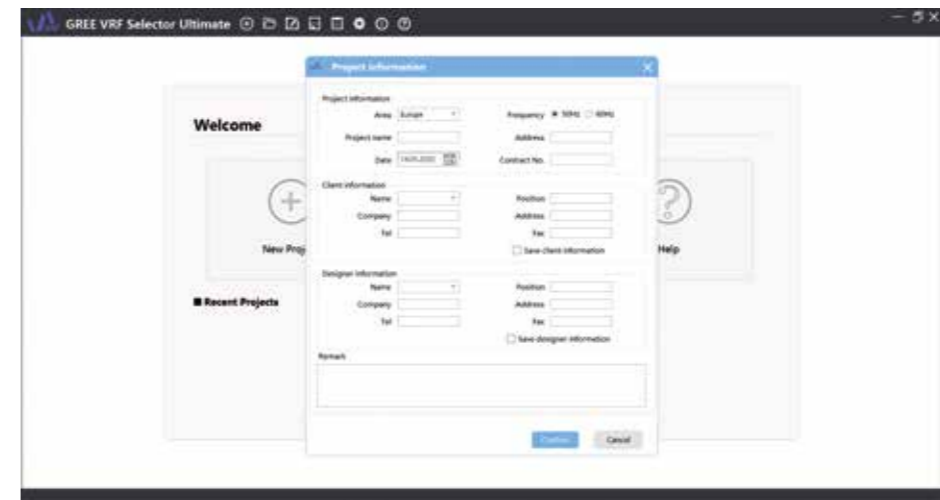 GREE VRF Selector Ultimate
Project Information
Project information
Area Europe Frequency 50Hz 60Hz
Project name Address
Date Contract No.
Welcome
Client information
Name Position
Company Address
Tel Fax
Save client information
New Proj
Help
Designer information
Name Position
Company Address
Tel Fax
Save designer information
Recent Projects
Remark
Confirm Cancel